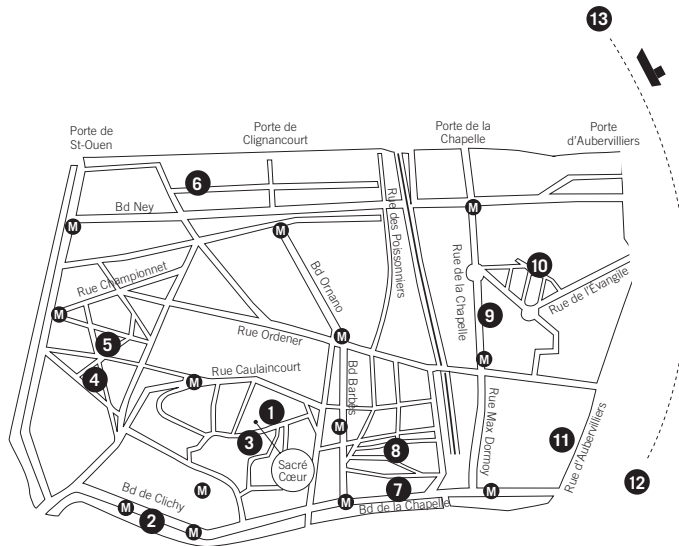 13
Porte de
St-Ouen
Porte de
Clignancourt
Porte de la
Chapelle
Porte
d'Aubervilliers
6
Bd Ney
M
M
M
Rue des Poissonniers
Rue Championnet
Bd Ornano
Rue de la Chapelle
10
Rue de l'Évangile
M
9
5
Rue Ordener
M
M
4
Rue Caulaincourt
M
Bd Barbès
Rue Max Dormoy
1
3
M
8
11
Rue d'Aubervilliers
Sacré
Cœur
12
M
7
M
Bd de Clichy
M
2
M
M
Bd de la Chapelle